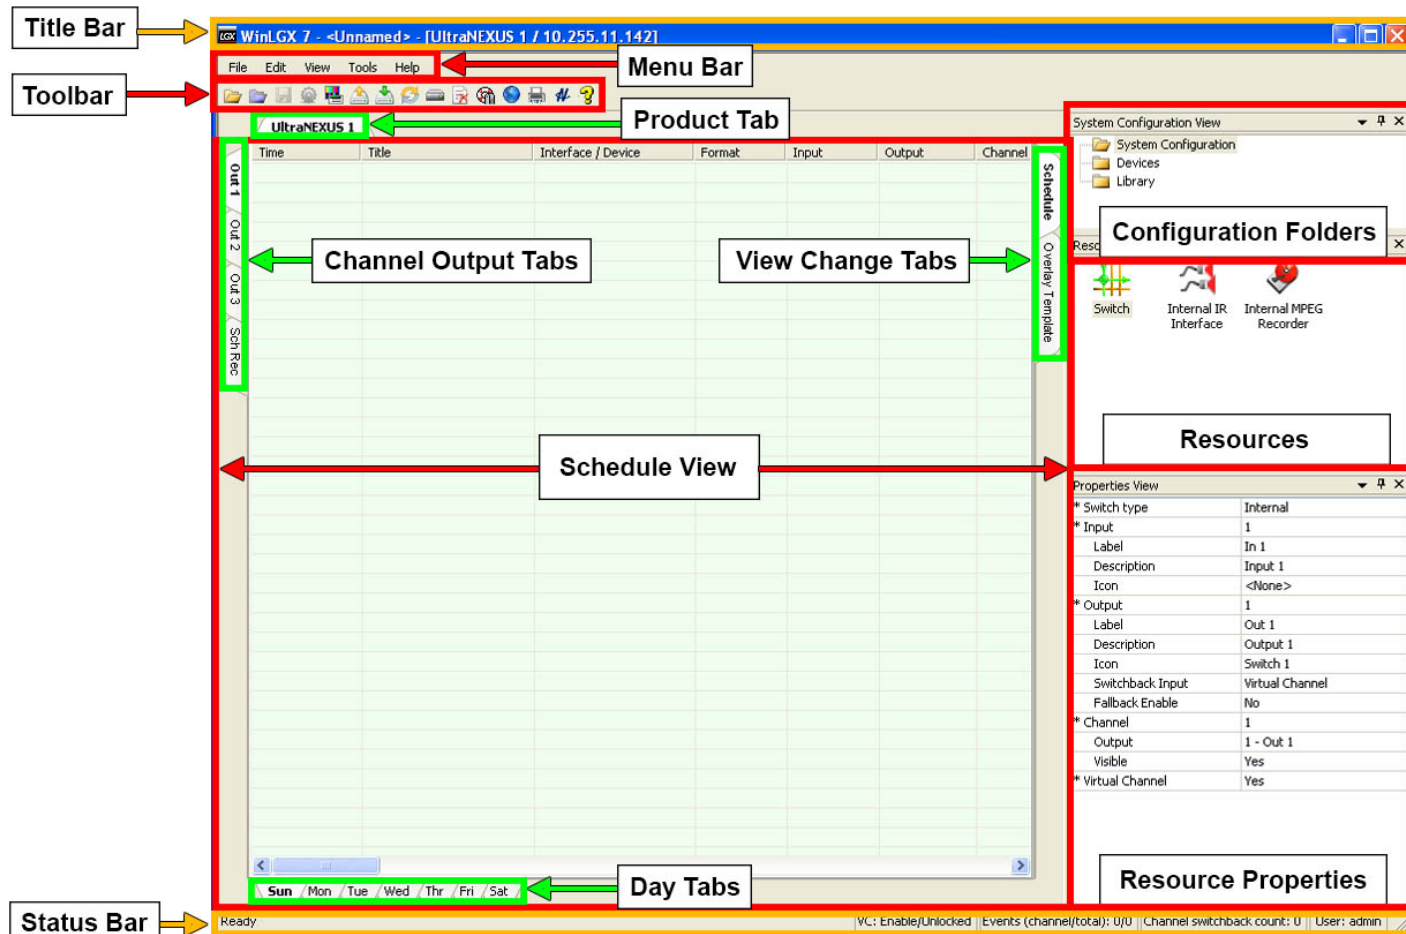 Title Bar
LGX WinLGX 7 - <Unnamed> - [UltraNEXUS 1 / 10.255.11.142]
File Edit View Tools Help
Menu Bar
Toolbar
UltraNEXUS 1
Product Tab
System Configuration View
Time Title Interface / Device Format Input Output Channel
System Configuration
Devices
Library
Out 1
Out 2
Out 3
Sch Rec
Schedule
Overlay Template
Configuration Folders
Channel Output Tabs
View Change Tabs
Switch
Internal IR Interface
Internal MPEG Recorder
Resources
Schedule View
Properties View
* Switch type Internal
* Input 1
Label In 1
Description Input 1
Icon <None>
* Output 1
Label Out 1
Description Output 1
Icon Switch 1
Switchback Input Virtual Channel
Fallback Enable No
* Channel 1
Output 1 - Out 1
Visible Yes
* Virtual Channel Yes
Resource Properties
Sun Mon Tue Wed Thr Fri Sat
Day Tabs
Status Bar
Ready VC: Enable/Unlocked Events (channel/total): 0/0 Channel switchback count: 0 User: admin